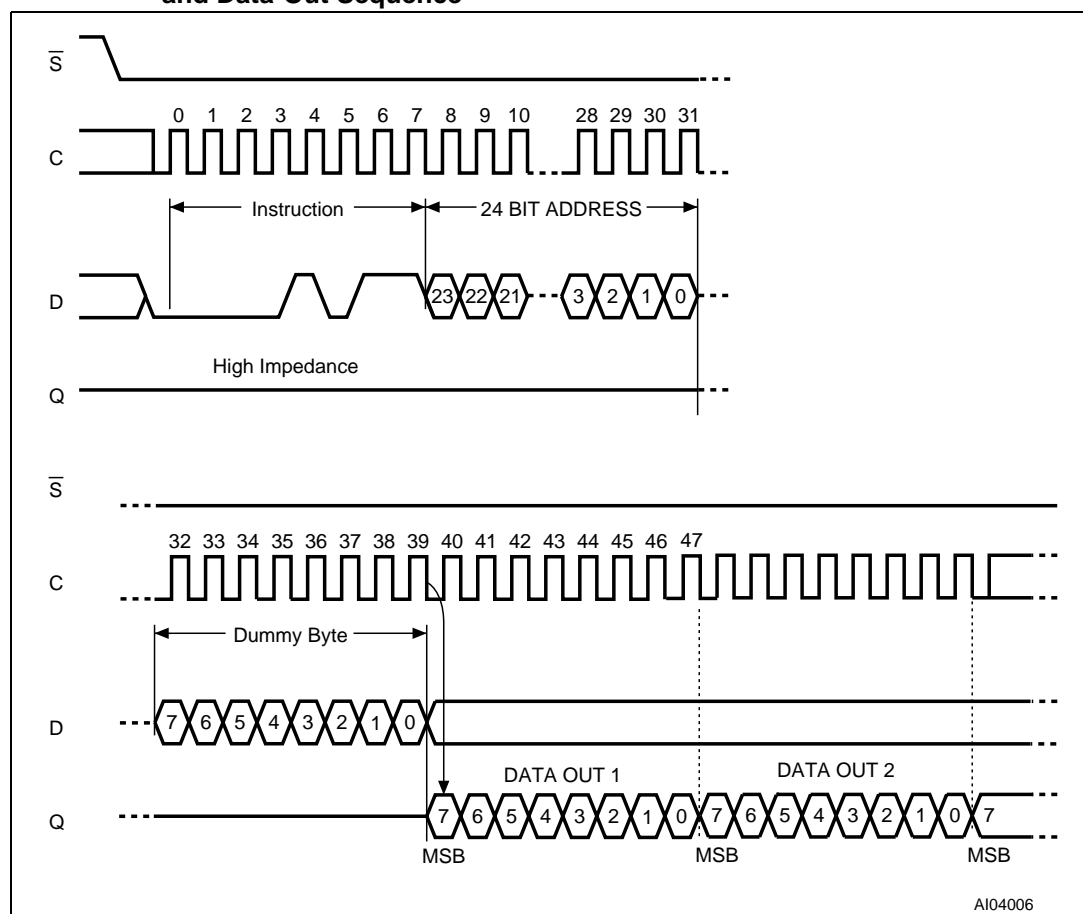 and Data-Out Sequence
S
0 1 2 3 4 5 6 7 8 9 10 28 29 30 31
C
Instruction 24 BIT ADDRESS
D 23 22 21 3 2 1 0
High Impedance
Q
S
32 33 34 35 36 37 38 39 40 41 42 43 44 45 46 47
C
Dummy Byte
D 7 6 5 4 3 2 1 0
DATA OUT 1 DATA OUT 2
Q 7 6 5 4 3 2 1 0 7 6 5 4 3 2 1 0 7
MSB MSB MSB
AI04006